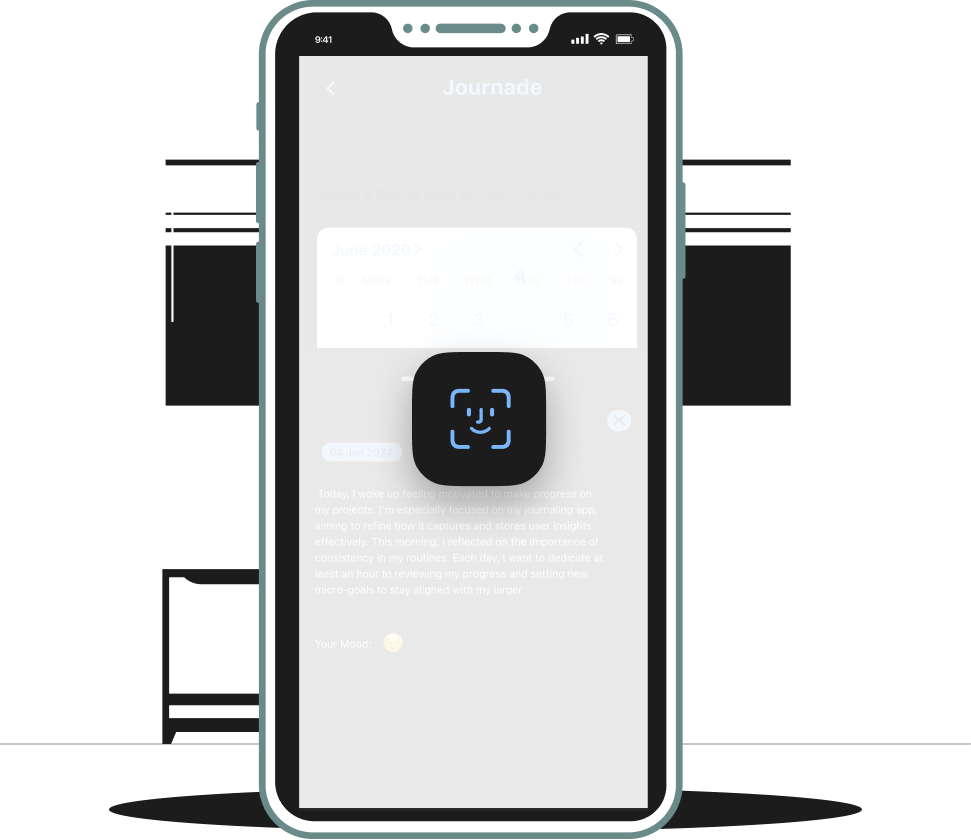 9:41
Journade
June 2020
MON TUE WED THU FRI
4
1 2 3 5 6
04 Jan 2024
Today, I woke up feeling motivated to make progress on
my projects. I'm especially focused on my journaling app,
aiming to refine how it captures and stores user insights
effectively. This morning, I reflected on the importance of
consistency in my routines. Each day, I want to dedicate at
least an hour to reviewing my progress and setting new
micro-goals to stay aligned with my larger
Your Mood: